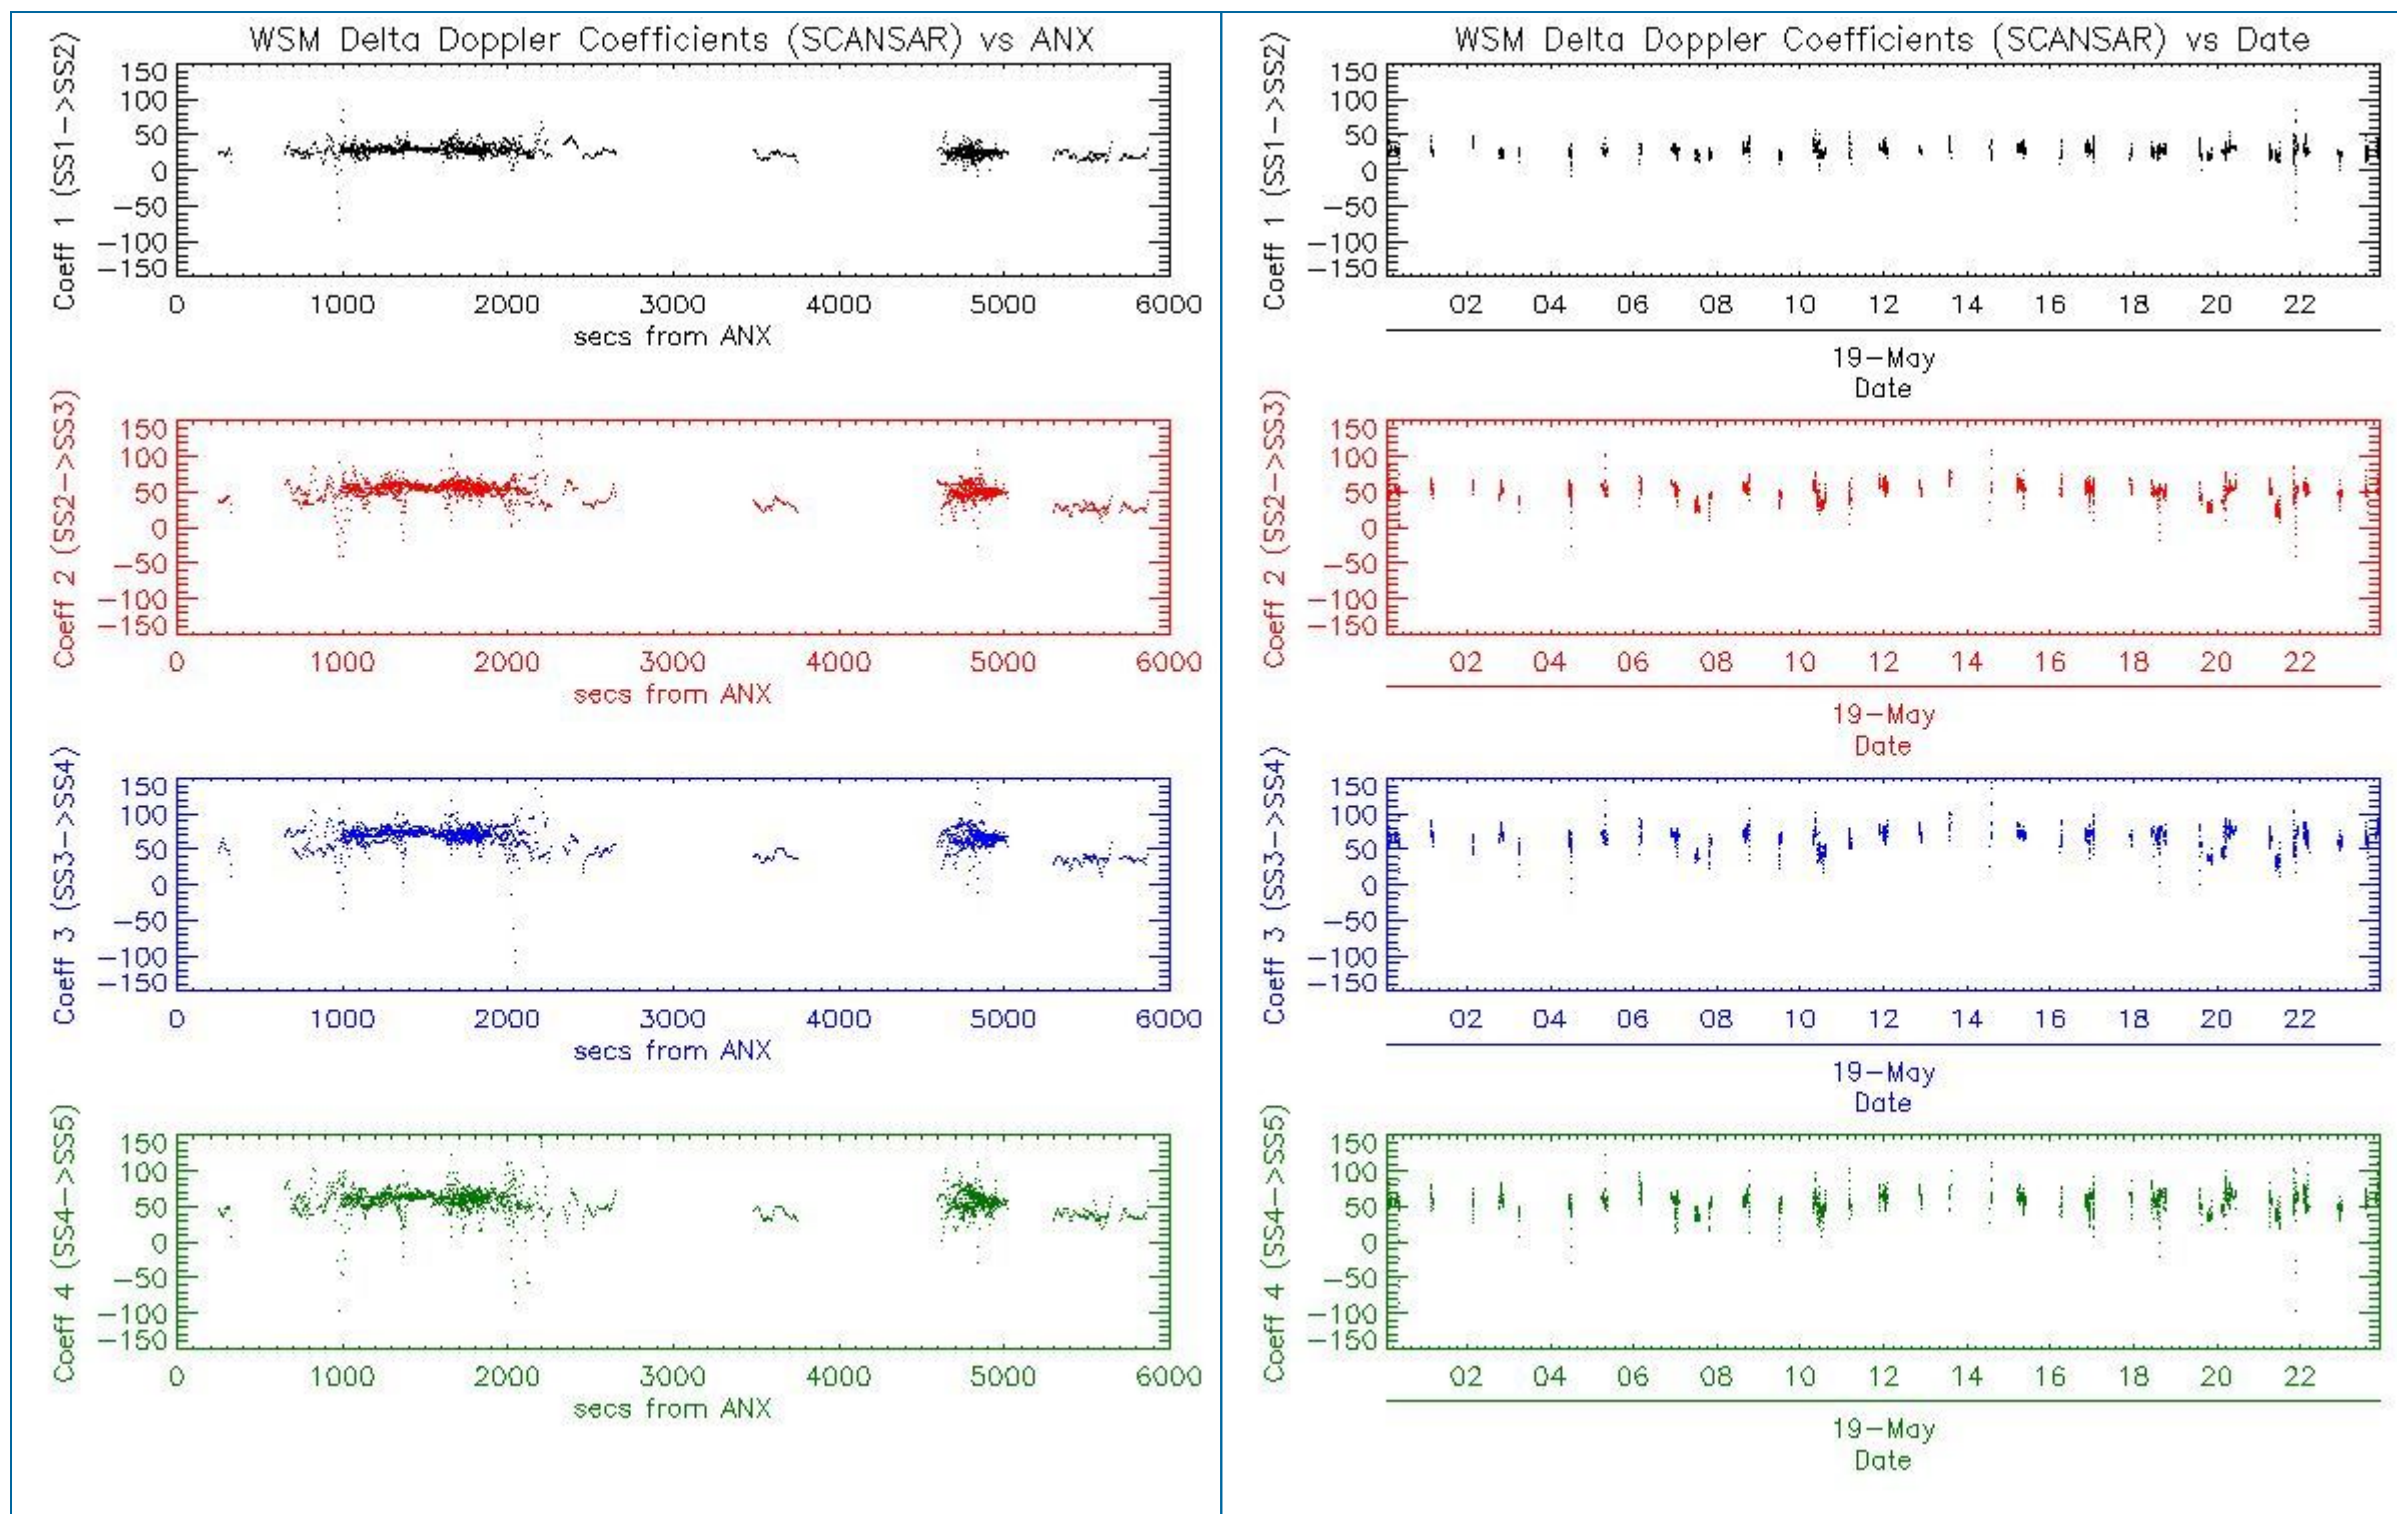 WSM Delta Doppler Coefficients (SCANSAR) vs ANX
Coeff 1 (SS1->SS2)
150
100
50
0
-50
-100
-150
0 1000 2000 3000 4000 5000 6000
secs from ANX
Coeff 2 (SS2->SS3)
150
100
50
0
-50
-100
-150
0 1000 2000 3000 4000 5000 6000
secs from ANX
Coeff 3 (SS3->SS4)
150
100
50
0
-50
-100
-150
0 1000 2000 3000 4000 5000 6000
secs from ANX
Coeff 4 (SS4->SS5)
150
100
50
0
-50
-100
-150
0 1000 2000 3000 4000 5000 6000
secs from ANX
WSM Delta Doppler Coefficients (SCANSAR) vs Date
Coeff 1 (SS1->SS2)
150
100
50
0
-50
-100
-150
02 04 06 08 10 12 14 16 18 20 22
19-May
Date
Coeff 2 (SS2->SS3)
150
100
50
0
-50
-100
-150
02 04 06 08 10 12 14 16 18 20 22
19-May
Date
Coeff 3 (SS3->SS4)
150
100
50
0
-50
-100
-150
02 04 06 08 10 12 14 16 18 20 22
19-May
Date
Coeff 4 (SS4->SS5)
150
100
50
0
-50
-100
-150
02 04 06 08 10 12 14 16 18 20 22
19-May
Date